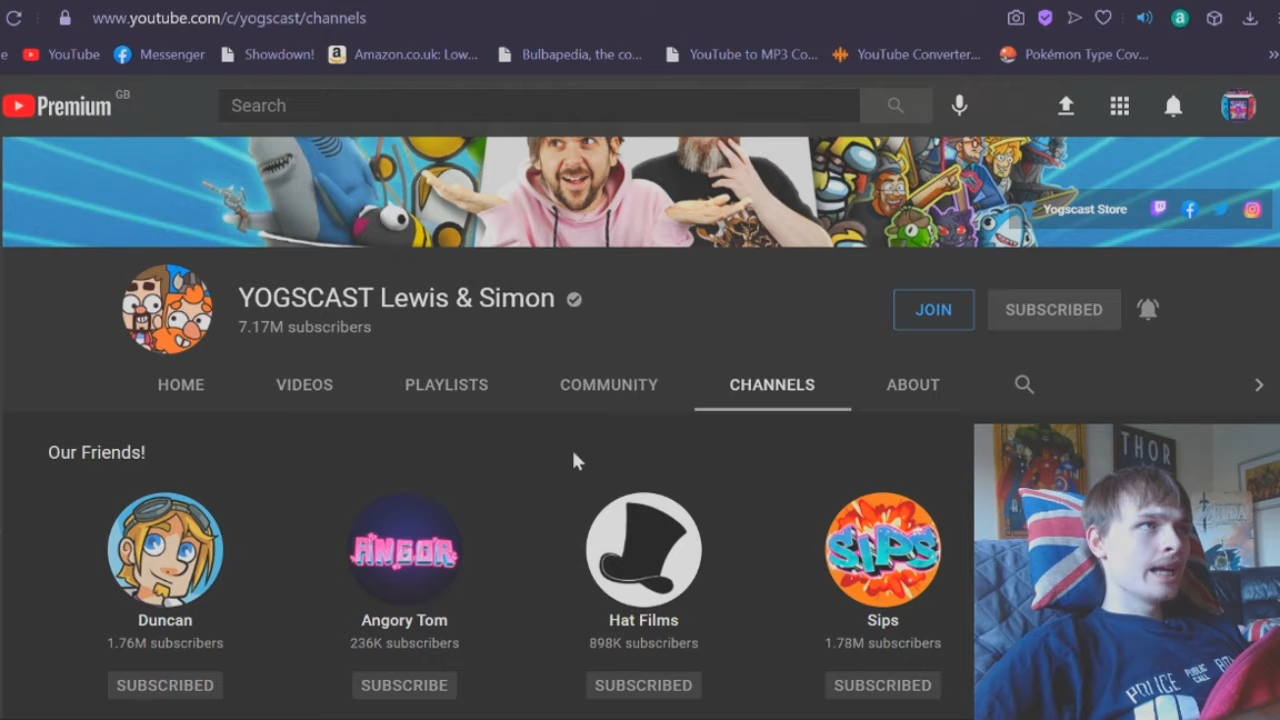 www.youtube.com/c/yogscast/channels
e YouTube Messenger Showdown! Amazon.co.uk: Low... Bulbapedia, the co... YouTube to MP3 Co... YouTube Converter... Pokémon Type Cov...
Premium GB
Search
Yogscast Store
YOGSCAST Lewis & Simon
7.17M subscribers
JOIN
SUBSCRIBED
HOME VIDEOS PLAYLISTS COMMUNITY CHANNELS ABOUT
Our Friends!
THOR
ANGOR
SIPS
Duncan
1.76M subscribers
SUBSCRIBED
Angory Tom
236K subscribers
SUBSCRIBE
Hat Films
898K subscribers
SUBSCRIBED
Sips
1.78M subscribers
SUBSCRIBED
POLICE PUBLIC CALL